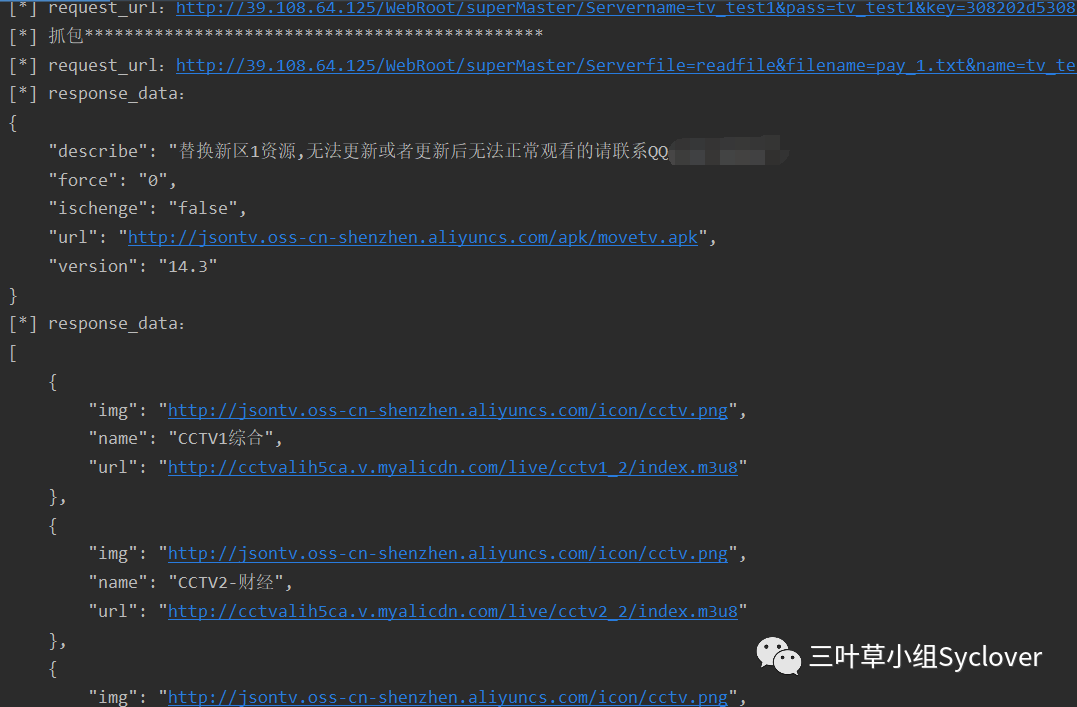 [*] request_url：http://39.108.64.125/WebRoot/superMaster/Servername=tv_test1&pass=tv_test1&key=308202d5308
[*] 抓包**********************************************
[*] request_url：http://39.108.64.125/WebRoot/superMaster/Serverfile=readfile&filename=pay_1.txt&name=tv_te
[*] response_data：
{
"describe": "替换新区1资源,无法更新或者更新后无法正常观看的请联系QQ
"force": "0",
"ischenge": "false",
"url": "http://jsontv.oss-cn-shenzhen.aliyuncs.com/apk/movetv.apk",
"version": "14.3"
}
[*] response_data：
[
{
"img": "http://jsontv.oss-cn-shenzhen.aliyuncs.com/icon/cctv.png",
"name": "CCTV1综合",
"url": "http://cctvalih5ca.v.myalicdn.com/live/cctv1_2/index.m3u8"
},
{
"img": "http://jsontv.oss-cn-shenzhen.aliyuncs.com/icon/cctv.png",
"name": "CCTV2-财经",
"url": "http://cctvalih5ca.v.myalicdn.com/live/cctv2_2/index.m3u8"
},
{
"img": "http://jsontv.oss-cn-shenzhen.aliyuncs.com/icon/cctv.png",
三叶草小组Syclover